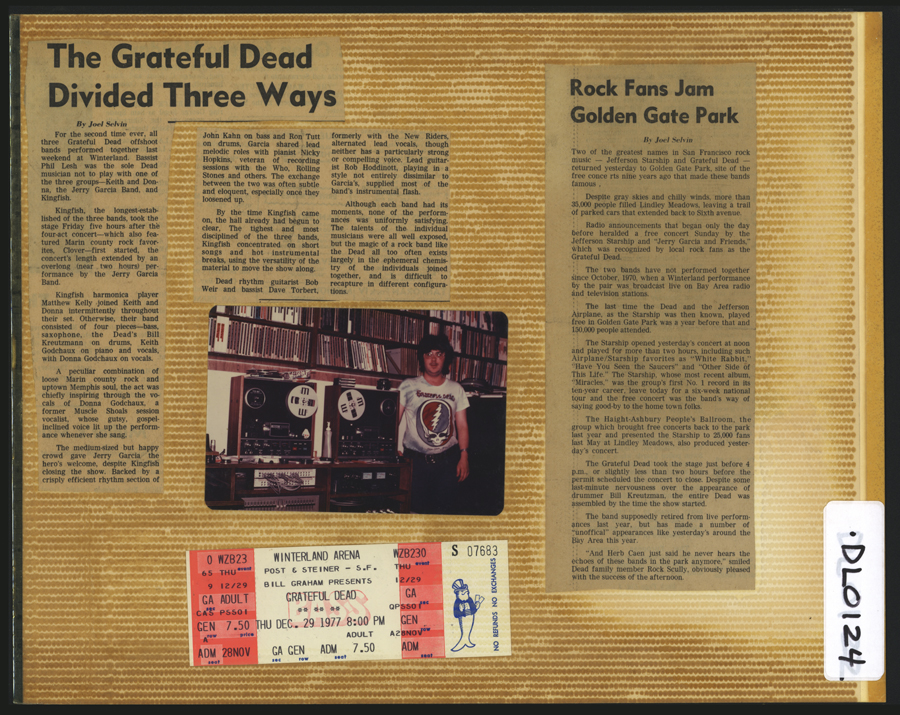 The Grateful Dead
Divided Three Ways
By Joel Selvin
For the second time ever, all
three Grateful Dead offshoot
bands performed together last
weekend at Winterland. Bassist
Phil Lesh was the sole Dead
musician not to play with one of
the three groups—Keith and Don-
na, the Jerry Garcia Band, and
Kingfish.
Kingfish, the longest-estab-
lished of the three bands, took the
stage Friday five hours after the
four-act concert—which also fea-
tured Marin county rock favor-
ites, Clover—first started, the
concert's length extended by an
overlong (near two hours) per-
formance by the Jerry Garcia
Band.
Kingfish harmonica player
Matthew Kelly joined Keith and
Donna intermittently throughout
their set. Otherwise, their band
consisted of four pieces—bass,
saxophone, the Dead's Bill
Kreutzmann on drums, Keith
Godchaux on piano and vocals,
with Donna Godchaux on vocals.
A peculiar combination of
loose Marin county rock and
uptown Memphis soul, the act was
chiefly inspiring through the vo-
cals of Donna Godchaux, a
former Muscle Shoals session
vocalist, whose gutsy, gospel-
inclined voice lit up the perform-
ance whenever she sang.
The medium-sized but happy
crowd gave Jerry Garcia the
hero's welcome, despite Kingfish
closing the show. Backed by a
crisply efficient rhythm section of
John Kahn on bass and Ron Tutt
on drums, Garcia shared lead
melodic roles with pianist Nicky
Hopkins, veteran of recording
sessions with the Who, Rolling
Stones and others. The exchange
between the two was often subtle
and eloquent, especially once they
loosened up.
By the time Kingfish came
on, the hall already had begun to
clear. The tightest and most
disciplined of the three bands,
Kingfish concentrated on short
songs and hot instrumental
breaks, using the versatility of the
material to move the show along.
Dead rhythm guitarist Bob
Weir and bassist Dave Torbert,
formerly with the New Riders,
alternated lead vocals, though
neither has a particularly strong
or compelling voice. Lead guitar-
ist Rob Hoddinott, playing in a
style not entirely dissimilar to
Garcia's, supplied most of the
band's instrumental flash.
Although each band had its
moments, none of the perform-
ances was uniformly satisfying.
The talents of the individual
musicians were all well exposed,
but the magic of a rock band like
the Dead all too often exists
largely in the ephemeral chemis-
try of the individuals joined
together, and is difficult to
recapture in different configura-
tions.
Rock Fans Jam
Golden Gate Park
By Joel Selvin
Two of the greatest names in San Francisco rock
music — Jefferson Starship and Grateful Dead —
returned yesterday to Golden Gate Park, site of the
free conce rts nine years ago that made these bands
famous .
Despite gray skies and chilly winds, more than
35,000 people filled Lindley Meadows, leaving a trail
of parked cars that extended back to Sixth avenue.
Radio announcements that began only the day
before heralded a free concert Sunday by the
Jefferson Starship and "Jerry Garcia and Friends,"
which was recognized by local rock fans as the
Grateful Dead.
The two bands have not performed together
since October, 1970, when a Winterland performance
by the pair was broadcast live on Bay Area radio
and television stations.
The last time the Dead and the Jefferson
Airplane, as the Starship was then known, played
free in Golden Gate Park was a year before that and
150,000 people attended.
The Starship opened yesterday's concert at noon
and played for more than two hours, including such
Airplane/Starship favorites as "White Rabbit,"
"Have You Seen the Saucers" and "Other Side of
This Life." The Starship, whose most recent album,
"Miracles," was the group's first No. 1 record in its
ten-year career, leave today for a six-week national
tour and the free concert was the band's way of
saying good-by to the home town folks.
The Haight-Ashbury People's Ballroom, the
group which brought free concerts back to the park
last year and presented the Starship to 25,000 fans
last May at Lindley Meadows, also produced yester-
day's concert.
The Grateful Dead took the stage just before 4
p.m., or slightly less than two hours before the
permit scheduled the concert to close. Despite some
last-minute nervousness over the appearance of
drummer Bill Kreutzman, the entire Dead was
assembled by the time the show started.
The band supposedly retired from live perform-
ances last year, but has made a number of
"unoffical" appearances like yesterday's around the
Bay Area this year.
"And Herb Caen just said he never hears the
echoes of these bands in the park anymore," smiled
Dead family member Rock Scully, obviously pleased
with the success of the afternoon.
0 WZB23
65 THU
9 12/29
GA ADULT
CAS P5501
GEN 7.50
A
ADM 28NOV
WINTERLAND ARENA
POST & STEINER - S.F.
BILL GRAHAM PRESENTS
GRATEFUL DEAD
THU DEC. 29 1977 8:00 PM
ADULT
GA GEN ADM 7.50
WZB230
THU
12/29
GA
QP5501
GEN
A28NOV
ADM
S 07683
NO REFUNDS NO EXCHANGES
DL0124